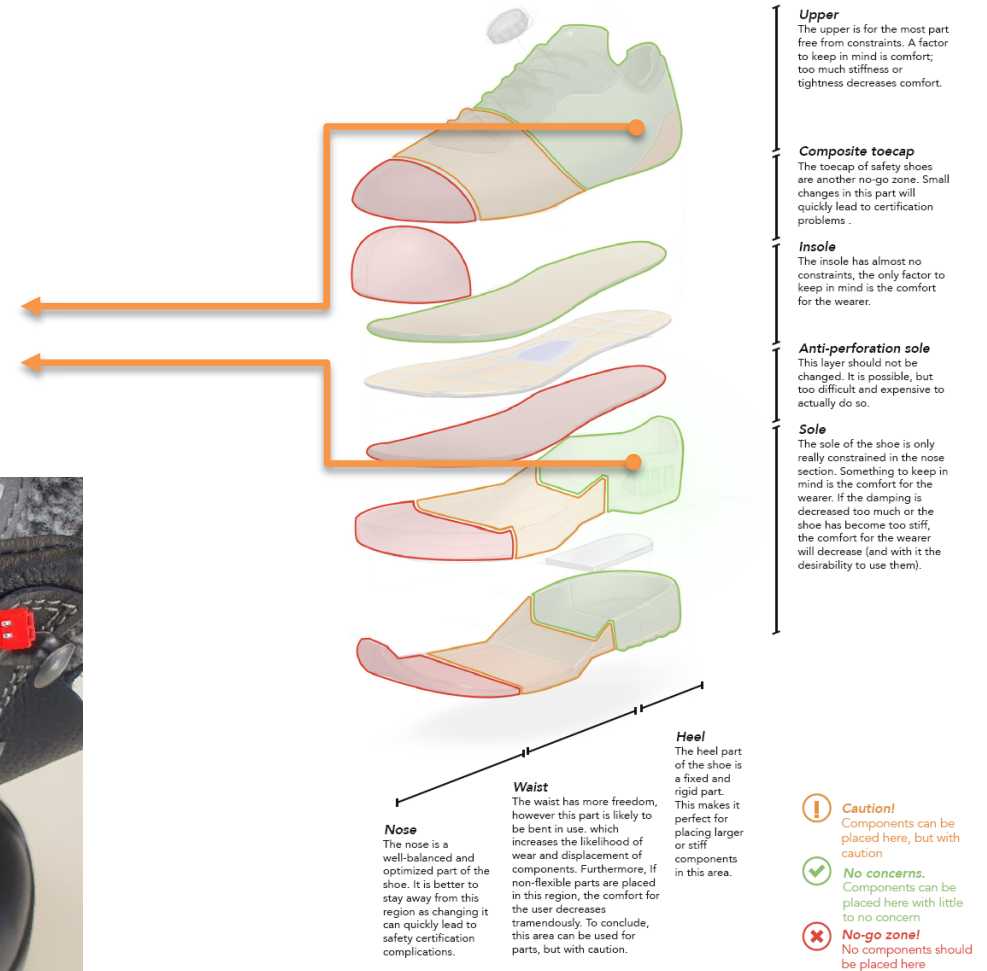 Upper
The upper is for the most part
free from constraints. A factor
to keep in mind is comfort;
too much stiffness or
tightness decreases comfort.
Composite toecap
The toecap of safety shoes
are another no-go zone. Small
changes in this part will
quickly lead to certification
problems .
Insole
The insole has almost no
constraints, the only factor to
keep in mind is the comfort
for the wearer.
Anti-perforation sole
This layer should not be
changed. It is possible, but
too difficult and expensive to
actually do so.
Sole
The sole of the shoe is only
really constrained in the nose
section. Something to keep in
mind is the comfort for the
wearer. If the damping is
decreased too much or the
shoe has become too stiff,
the comfort for the wearer
will decrease (and with it the
desirability to use them).
Nose
The nose is a
well-balanced and
optimized part of the
shoe. It is better to
stay away from this
region as changing it
can quickly lead to
safety certification
complications.
Waist
The waist has more freedom,
however this part is likely to
be bent in use. which
increases the likelihood of
wear and displacement of
components. Furthermore, If
non-flexible parts are placed
in this region, the comfort for
the user decreases
tramendously. To conclude,
this area can be used for
parts, but with caution.
Heel
The heel part
of the shoe is
a fixed and
rigid part.
This makes it
perfect for
placing larger
or stiff
components
in this area.
Caution!
Components can be
placed here, but with
caution
No concerns.
Components can be
placed here with little
to no concern
No-go zone!
No components should
be placed here